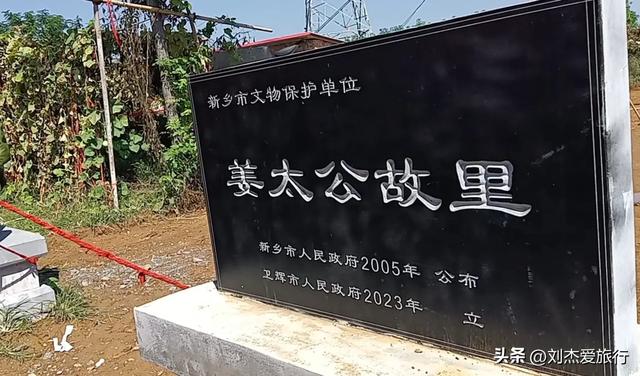 新乡市文物保护单位
姜太公故里
新乡市人民政府2005年 公布
卫辉市人民政府2023年 立
头条 @刘杰爱旅行